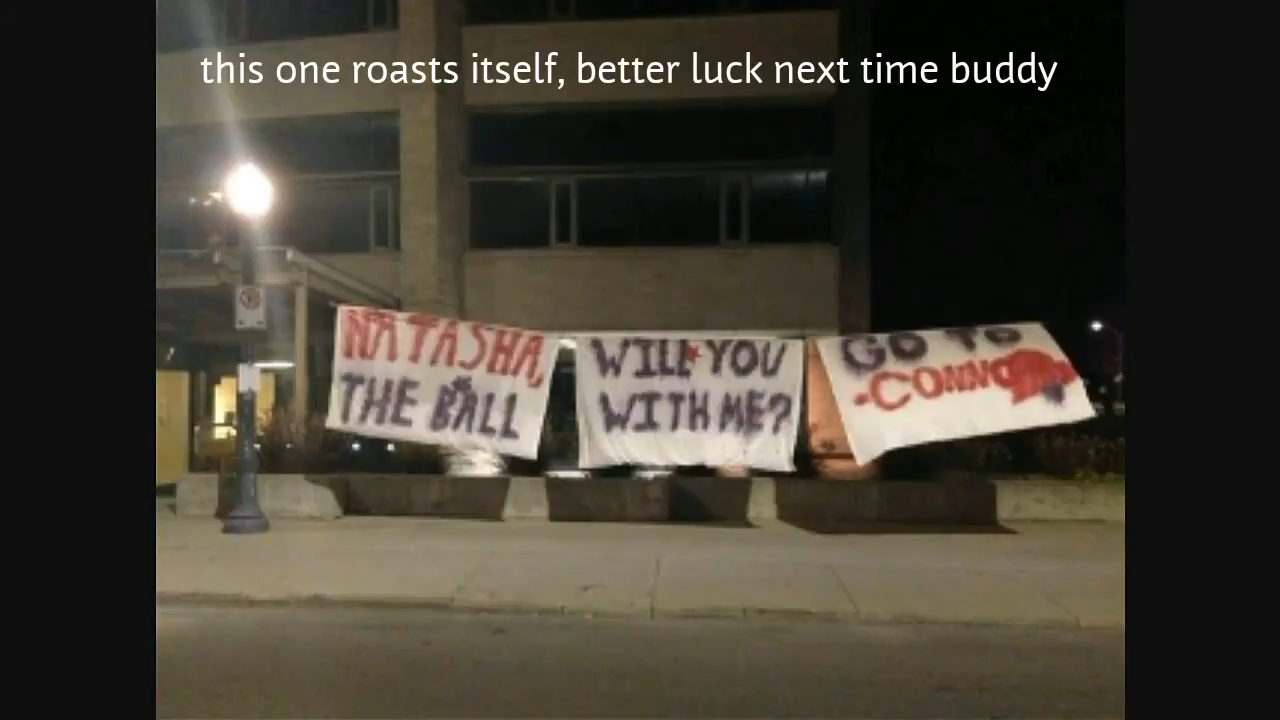 this one roasts itself, better luck next time buddy
NATASHA,
THE BALL
WILL YOU
WITH ME?
GO TO